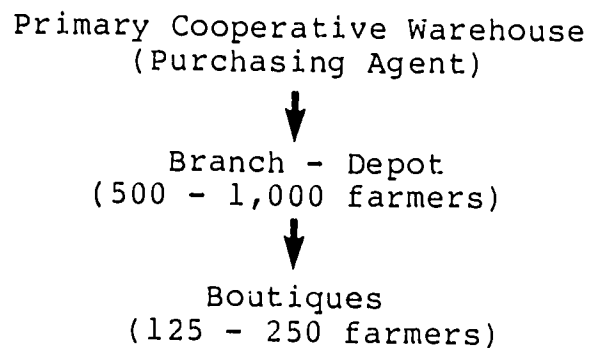 Primary Cooperative Warehouse
(Purchasing Agent)
Branch - Depot
(500 - 1,000 farmers)
Boutiques
(125 - 250 farmers)